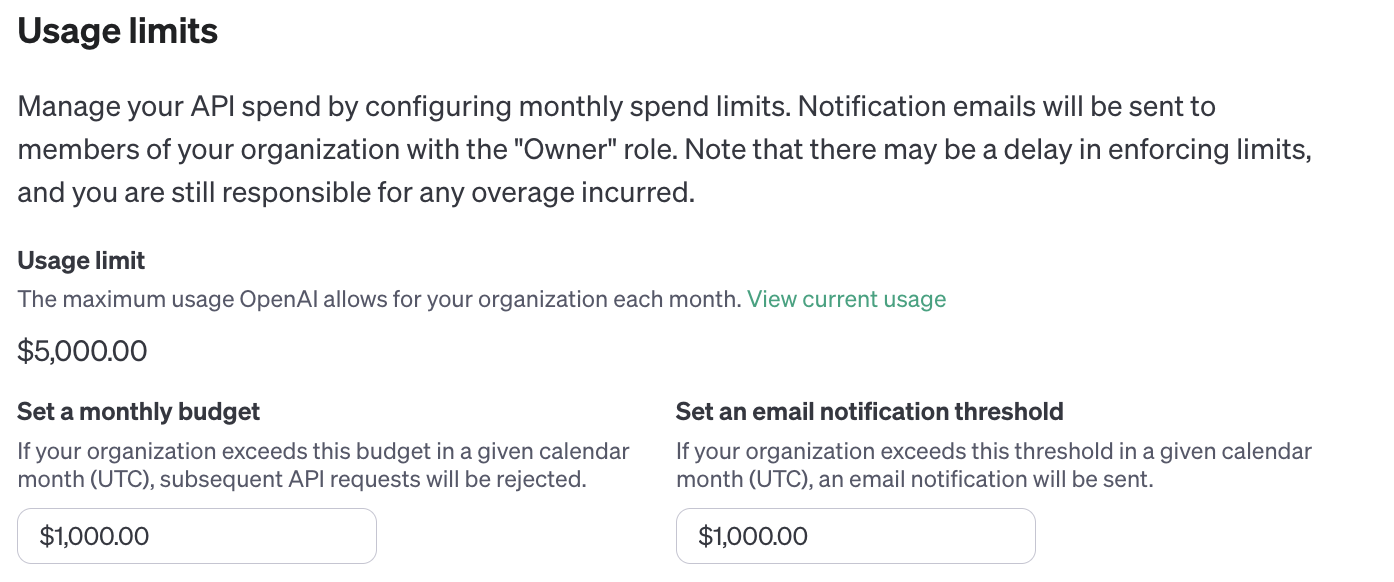 Usage limits
Manage your API spend by configuring monthly spend limits. Notification emails will be sent to
members of your organization with the "Owner" role. Note that there may be a delay in enforcing limits,
and you are still responsible for any overage incurred.
Usage limit
The maximum usage OpenAI allows for your organization each month. View current usage
$5,000.00
Set a monthly budget
If your organization exceeds this budget in a given calendar
month (UTC), subsequent API requests will be rejected.
$1,000.00
Set an email notification threshold
If your organization exceeds this threshold in a given calendar
month (UTC), an email notification will be sent.
$1,000.00